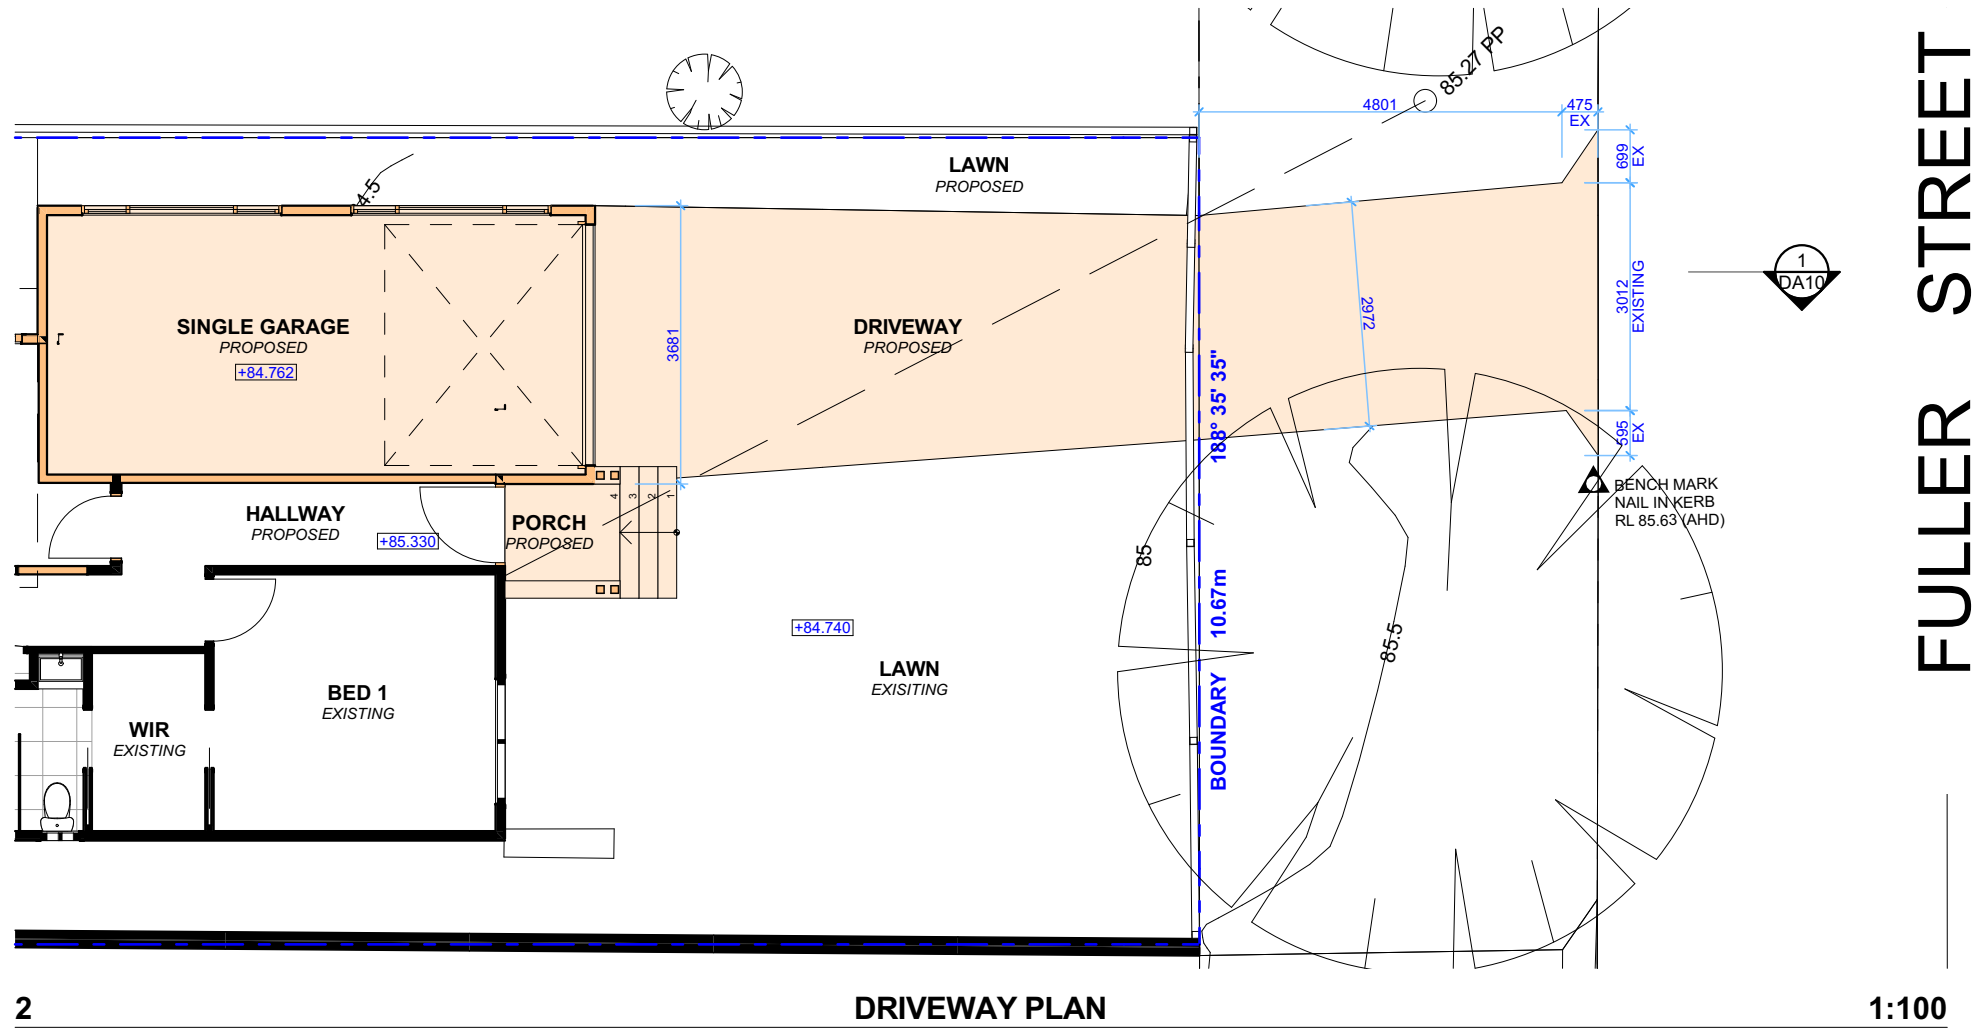 85.27 PP
4801
475
EX
699
EX
LAWN
PROPOSED
4.5
SINGLE GARAGE
PROPOSED
+84.762
3681
DRIVEWAY
PROPOSED
2972
3012
EXISTING
1
DA10
FULLER STREET
188° 35' 35"
595
EX
BENCH MARK
NAIL IN KERB
RL 85.63 (AHD)
HALLWAY
PROPOSED
+85.330
PORCH
PROPOSED
4 3 2 1
85
BOUNDARY 10.67m
+84.740
LAWN
EXISITING
85.5
BED 1
EXISTING
WIR
EXISTING
2
DRIVEWAY PLAN
1:100